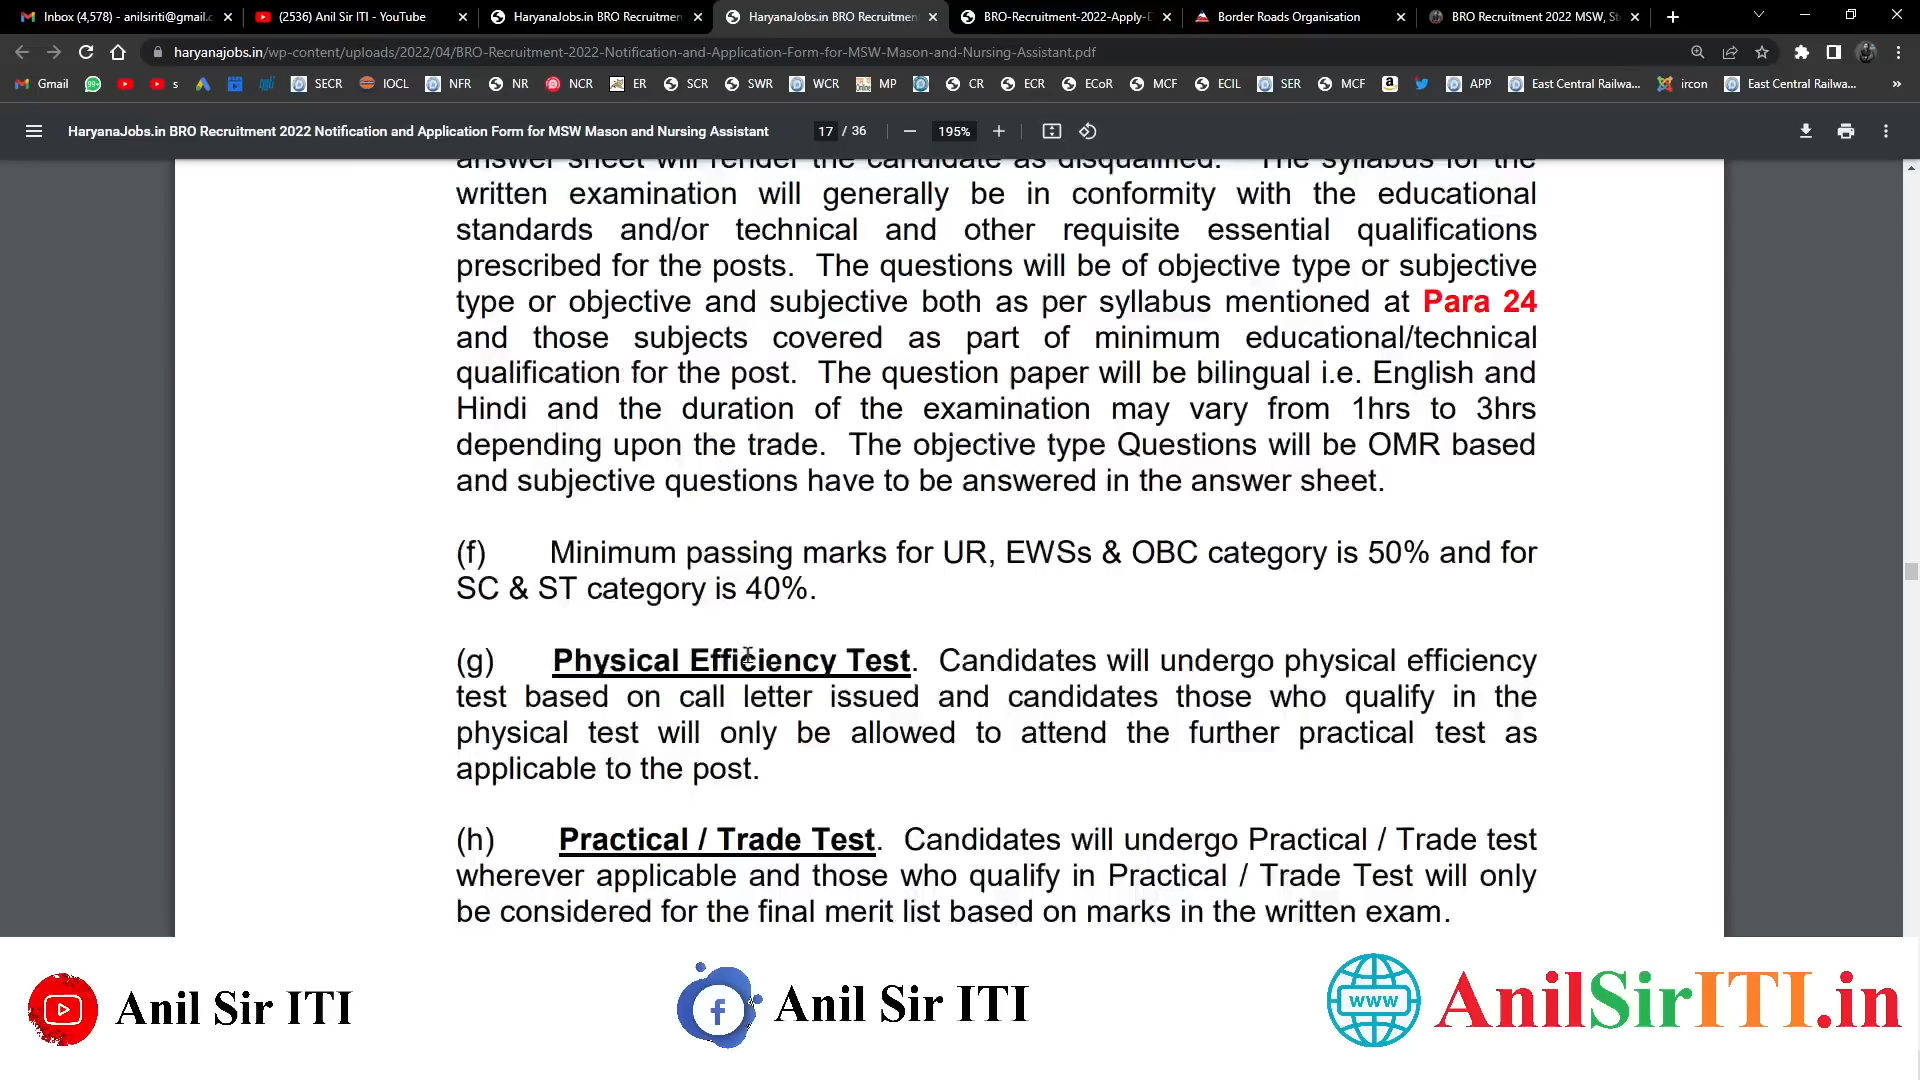 Inbox (4,578) - anilsiriti@gmail.c
(2536) Anil Sir ITI - YouTube
HaryanaJobs.in BRO Recruitmen
HaryanaJobs.in BRO Recruitmen
BRO-Recruitment-2022-Apply-D
Border Roads Organisation
BRO Recruitment 2022 MSW, St
haryanajobs.in/wp-content/uploads/2022/04/BRO-Recruitment-2022-Notification-and-Application-Form-for-MSW-Mason-and-Nursing-Assistant.pdf
Gmail s SECR IOCL NFR NR NCR ER SCR SWR WCR MP CR ECR ECoR MCF ECIL SER MCF APP East Central Railwa... ircon East Central Railwa... »
HaryanaJobs.in BRO Recruitment 2022 Notification and Application Form for MSW Mason and Nursing Assistant 17 / 36 195%
answer sheet will render the candidate as disqualified. The syllabus for the
written examination will generally be in conformity with the educational
standards and/or technical and other requisite essential qualifications
prescribed for the posts. The questions will be of objective type or subjective
type or objective and subjective both as per syllabus mentioned at Para 24
and those subjects covered as part of minimum educational/technical
qualification for the post. The question paper will be bilingual i.e. English and
Hindi and the duration of the examination may vary from 1hrs to 3hrs
depending upon the trade. The objective type Questions will be OMR based
and subjective questions have to be answered in the answer sheet.
(f) Minimum passing marks for UR, EWSs & OBC category is 50% and for
SC & ST category is 40%.
(g) Physical Efficiency Test. Candidates will undergo physical efficiency
test based on call letter issued and candidates those who qualify in the
physical test will only be allowed to attend the further practical test as
applicable to the post.
(h) Practical / Trade Test. Candidates will undergo Practical / Trade test
wherever applicable and those who qualify in Practical / Trade Test will only
be considered for the final merit list based on marks in the written exam.
Anil Sir ITI
Anil Sir ITI
www
AnilSirITI.in